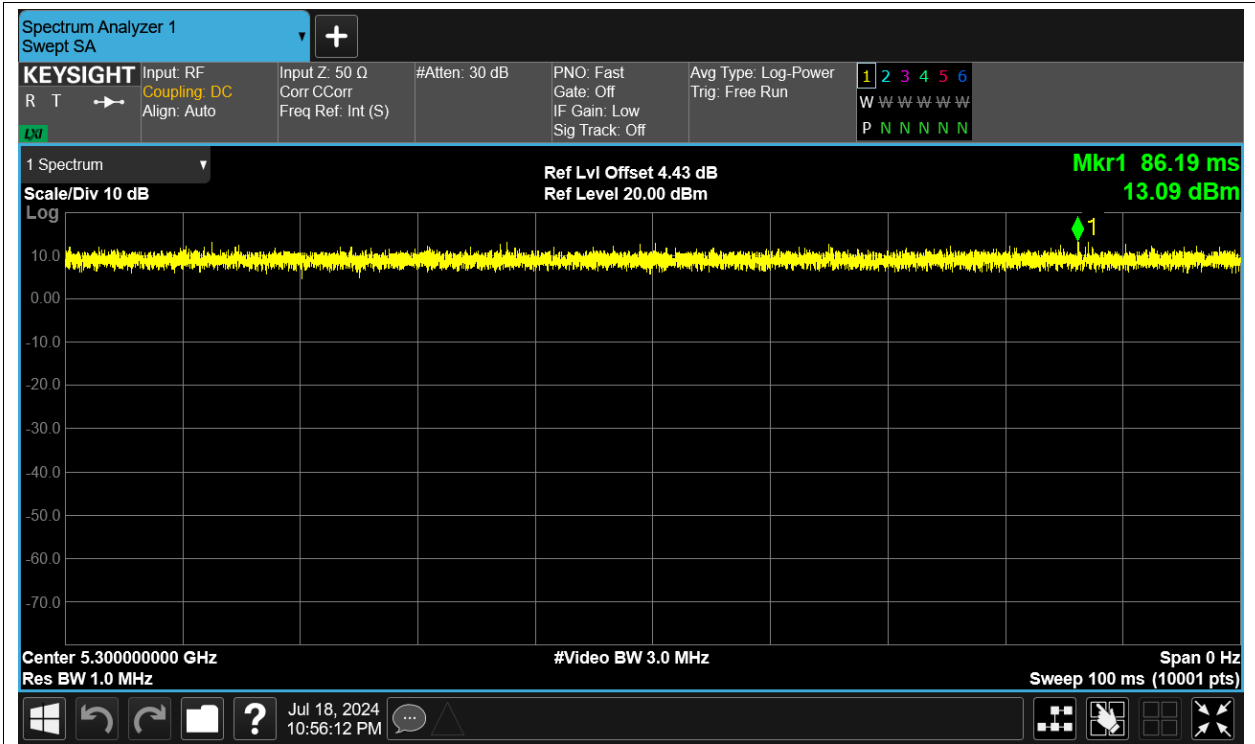 Spectrum Analyzer 1
Swept SA
KEYSIGHT
R T
LXI
Input: RF
Coupling: DC
Align: Auto
Input Z: 50 Ω
Corr CCorr
Freq Ref: Int (S)
#Atten: 30 dB
PNO: Fast
Gate: Off
IF Gain: Low
Sig Track: Off
Avg Type: Log-Power
Trig: Free Run
1 2 3 4 5 6
W W W W W W
P N N N N N
1 Spectrum
Scale/Div 10 dB
Log
Ref Lvl Offset 4.43 dB
Ref Level 20.00 dBm
Mkr1 86.19 ms
13.09 dBm
1
10.0
0.00
-10.0
-20.0
-30.0
-40.0
-50.0
-60.0
-70.0
Center 5.300000000 GHz
Res BW 1.0 MHz
#Video BW 3.0 MHz
Span 0 Hz
Sweep 100 ms (10001 pts)
?
Jul 18, 2024
10:56:12 PM